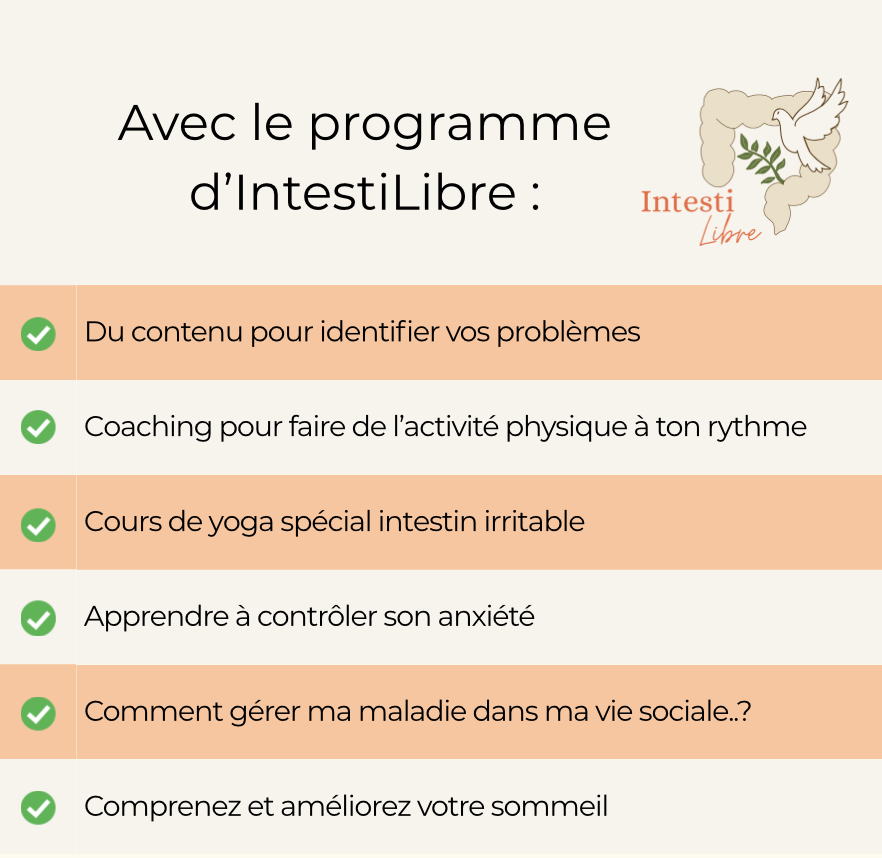 Avec le programme
d’IntestiLibre :
Intesti
Libre
Du contenu pour identifier vos problèmes
Coaching pour faire de l’activité physique à ton rythme
Cours de yoga spécial intestin irritable
Apprendre à contrôler son anxiété
Comment gérer ma maladie dans ma vie sociale..?
Comprenez et améliorez votre sommeil